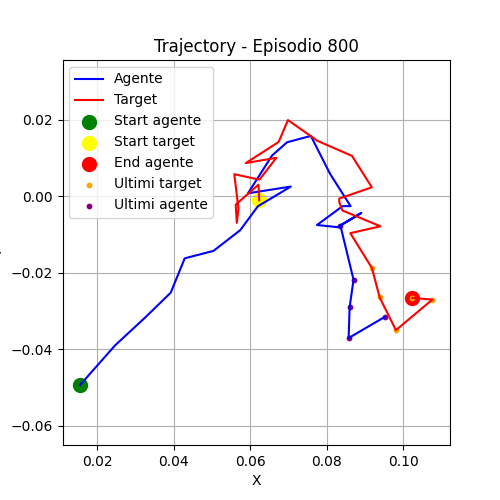 Trajectory - Episodio 800
Agente
Target
Start agente
Start target
End agente
Ultimi target
Ultimi agente
0.02
0.00
−0.02
−0.04
−0.06
0.02
0.04
0.06
0.08
0.10
X